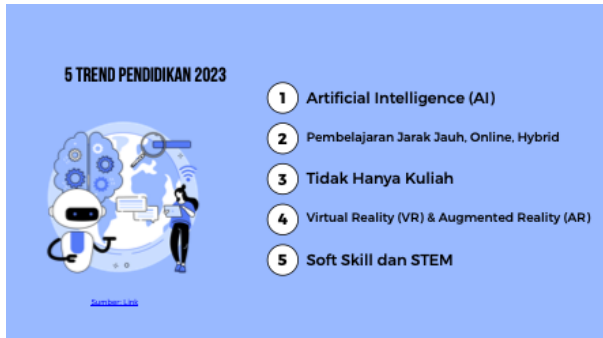 5 TREND PENDIDIKAN 2023
1 Artificial Intelligence (AI)
2 Pembelajaran Jarak Jauh, Online, Hybrid
3 Tidak Hanya Kuliah
4 Virtual Reality (VR) & Augmented Reality (AR)
5 Soft Skill dan STEM
Sumber: Link